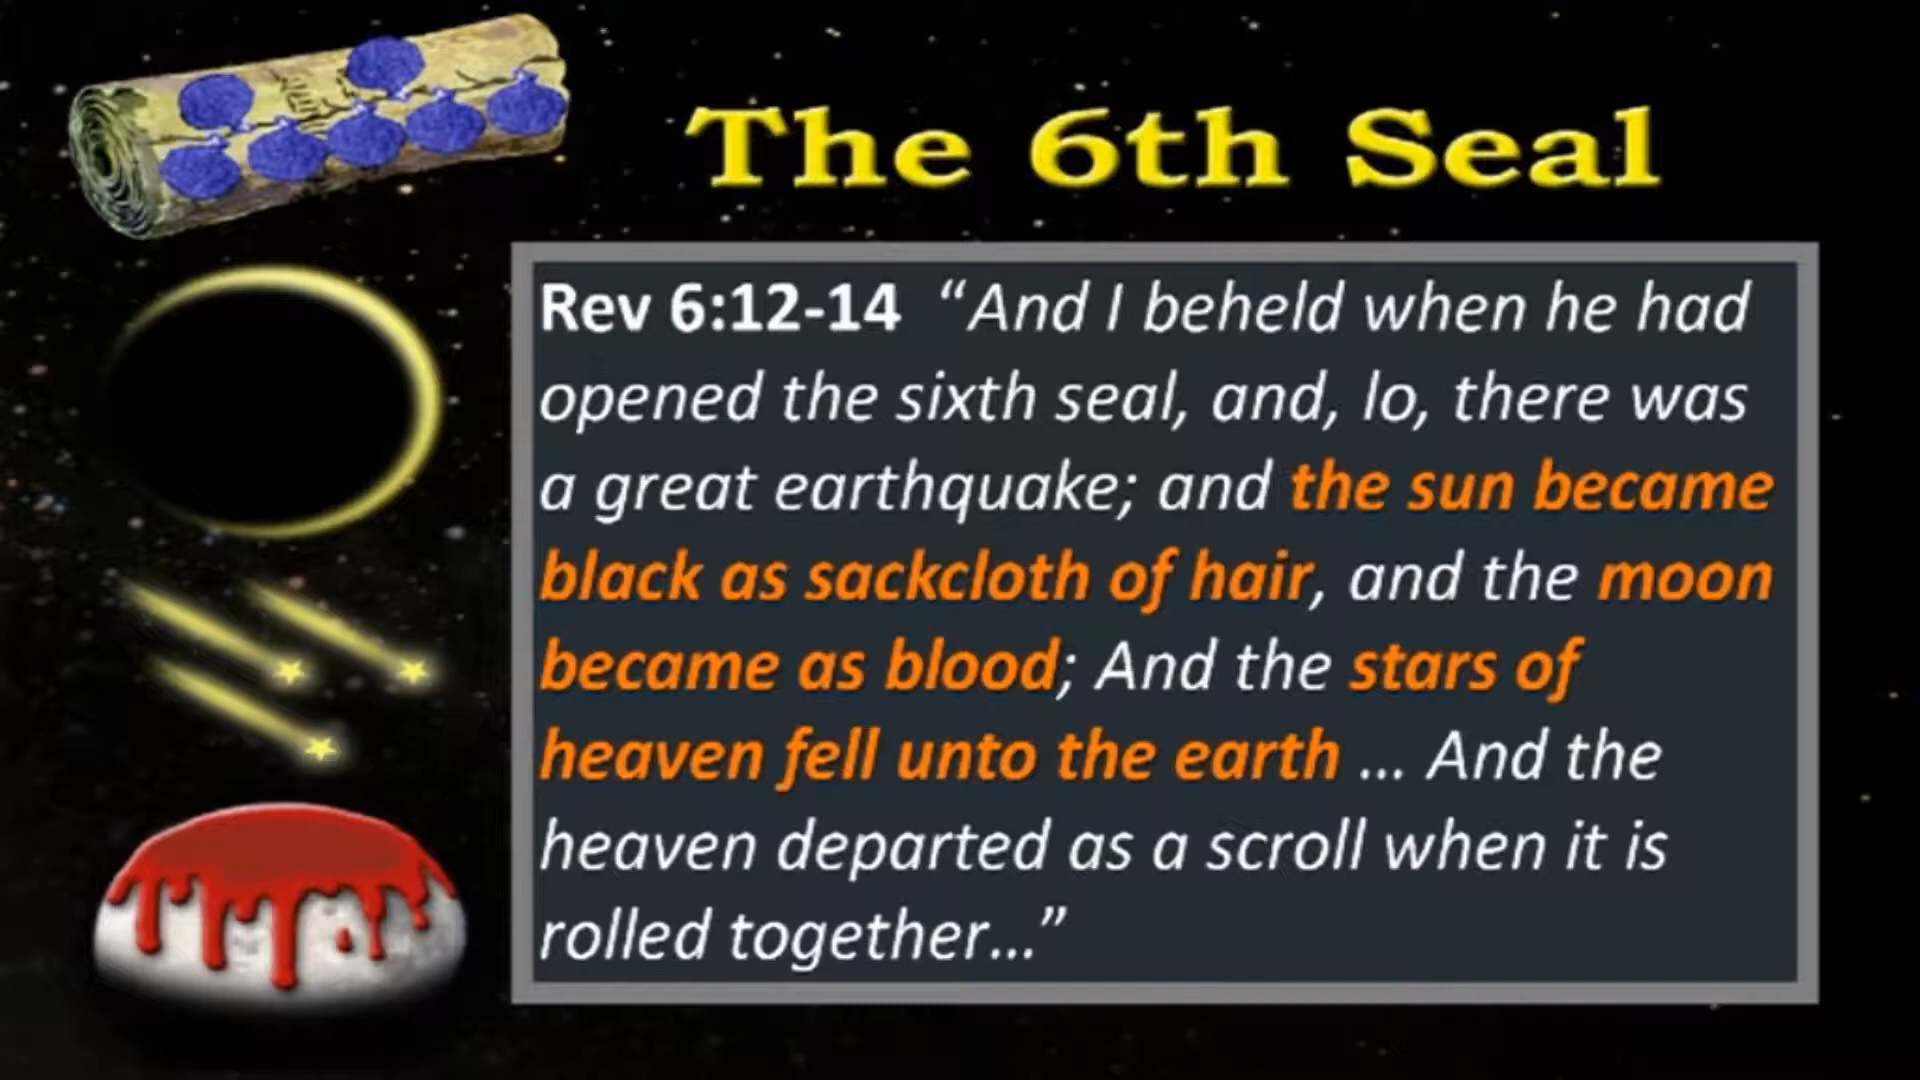 The 6th Seal
Rev 6:12-14 “And I beheld when he had
opened the sixth seal, and, lo, there was
a great earthquake; and the sun became
black as sackcloth of hair, and the moon
became as blood; And the stars of
heaven fell unto the earth ... And the
heaven departed as a scroll when it is
rolled together...”